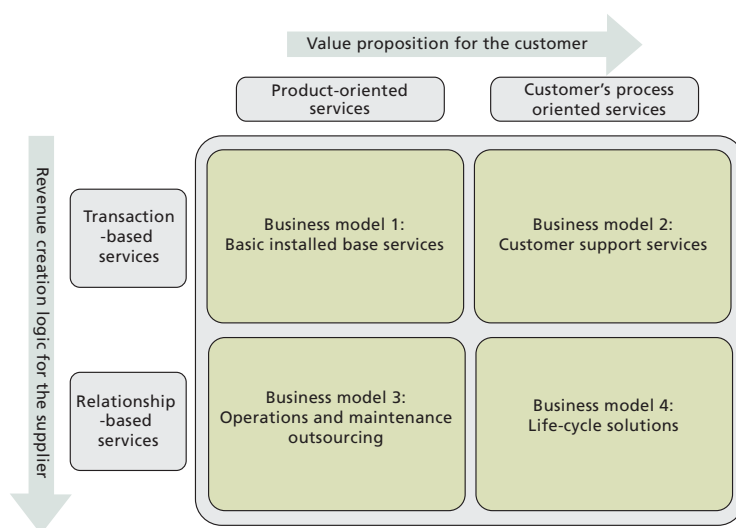 Value proposition for the customer
Product-oriented
services
Customer's process
oriented services
Revenue creation logic for the supplier
Transaction
-based
services
Business model 1:
Basic installed base services
Business model 2:
Customer support services
Relationship
-based
services
Business model 3:
Operations and maintenance
outsourcing
Business model 4:
Life-cycle solutions